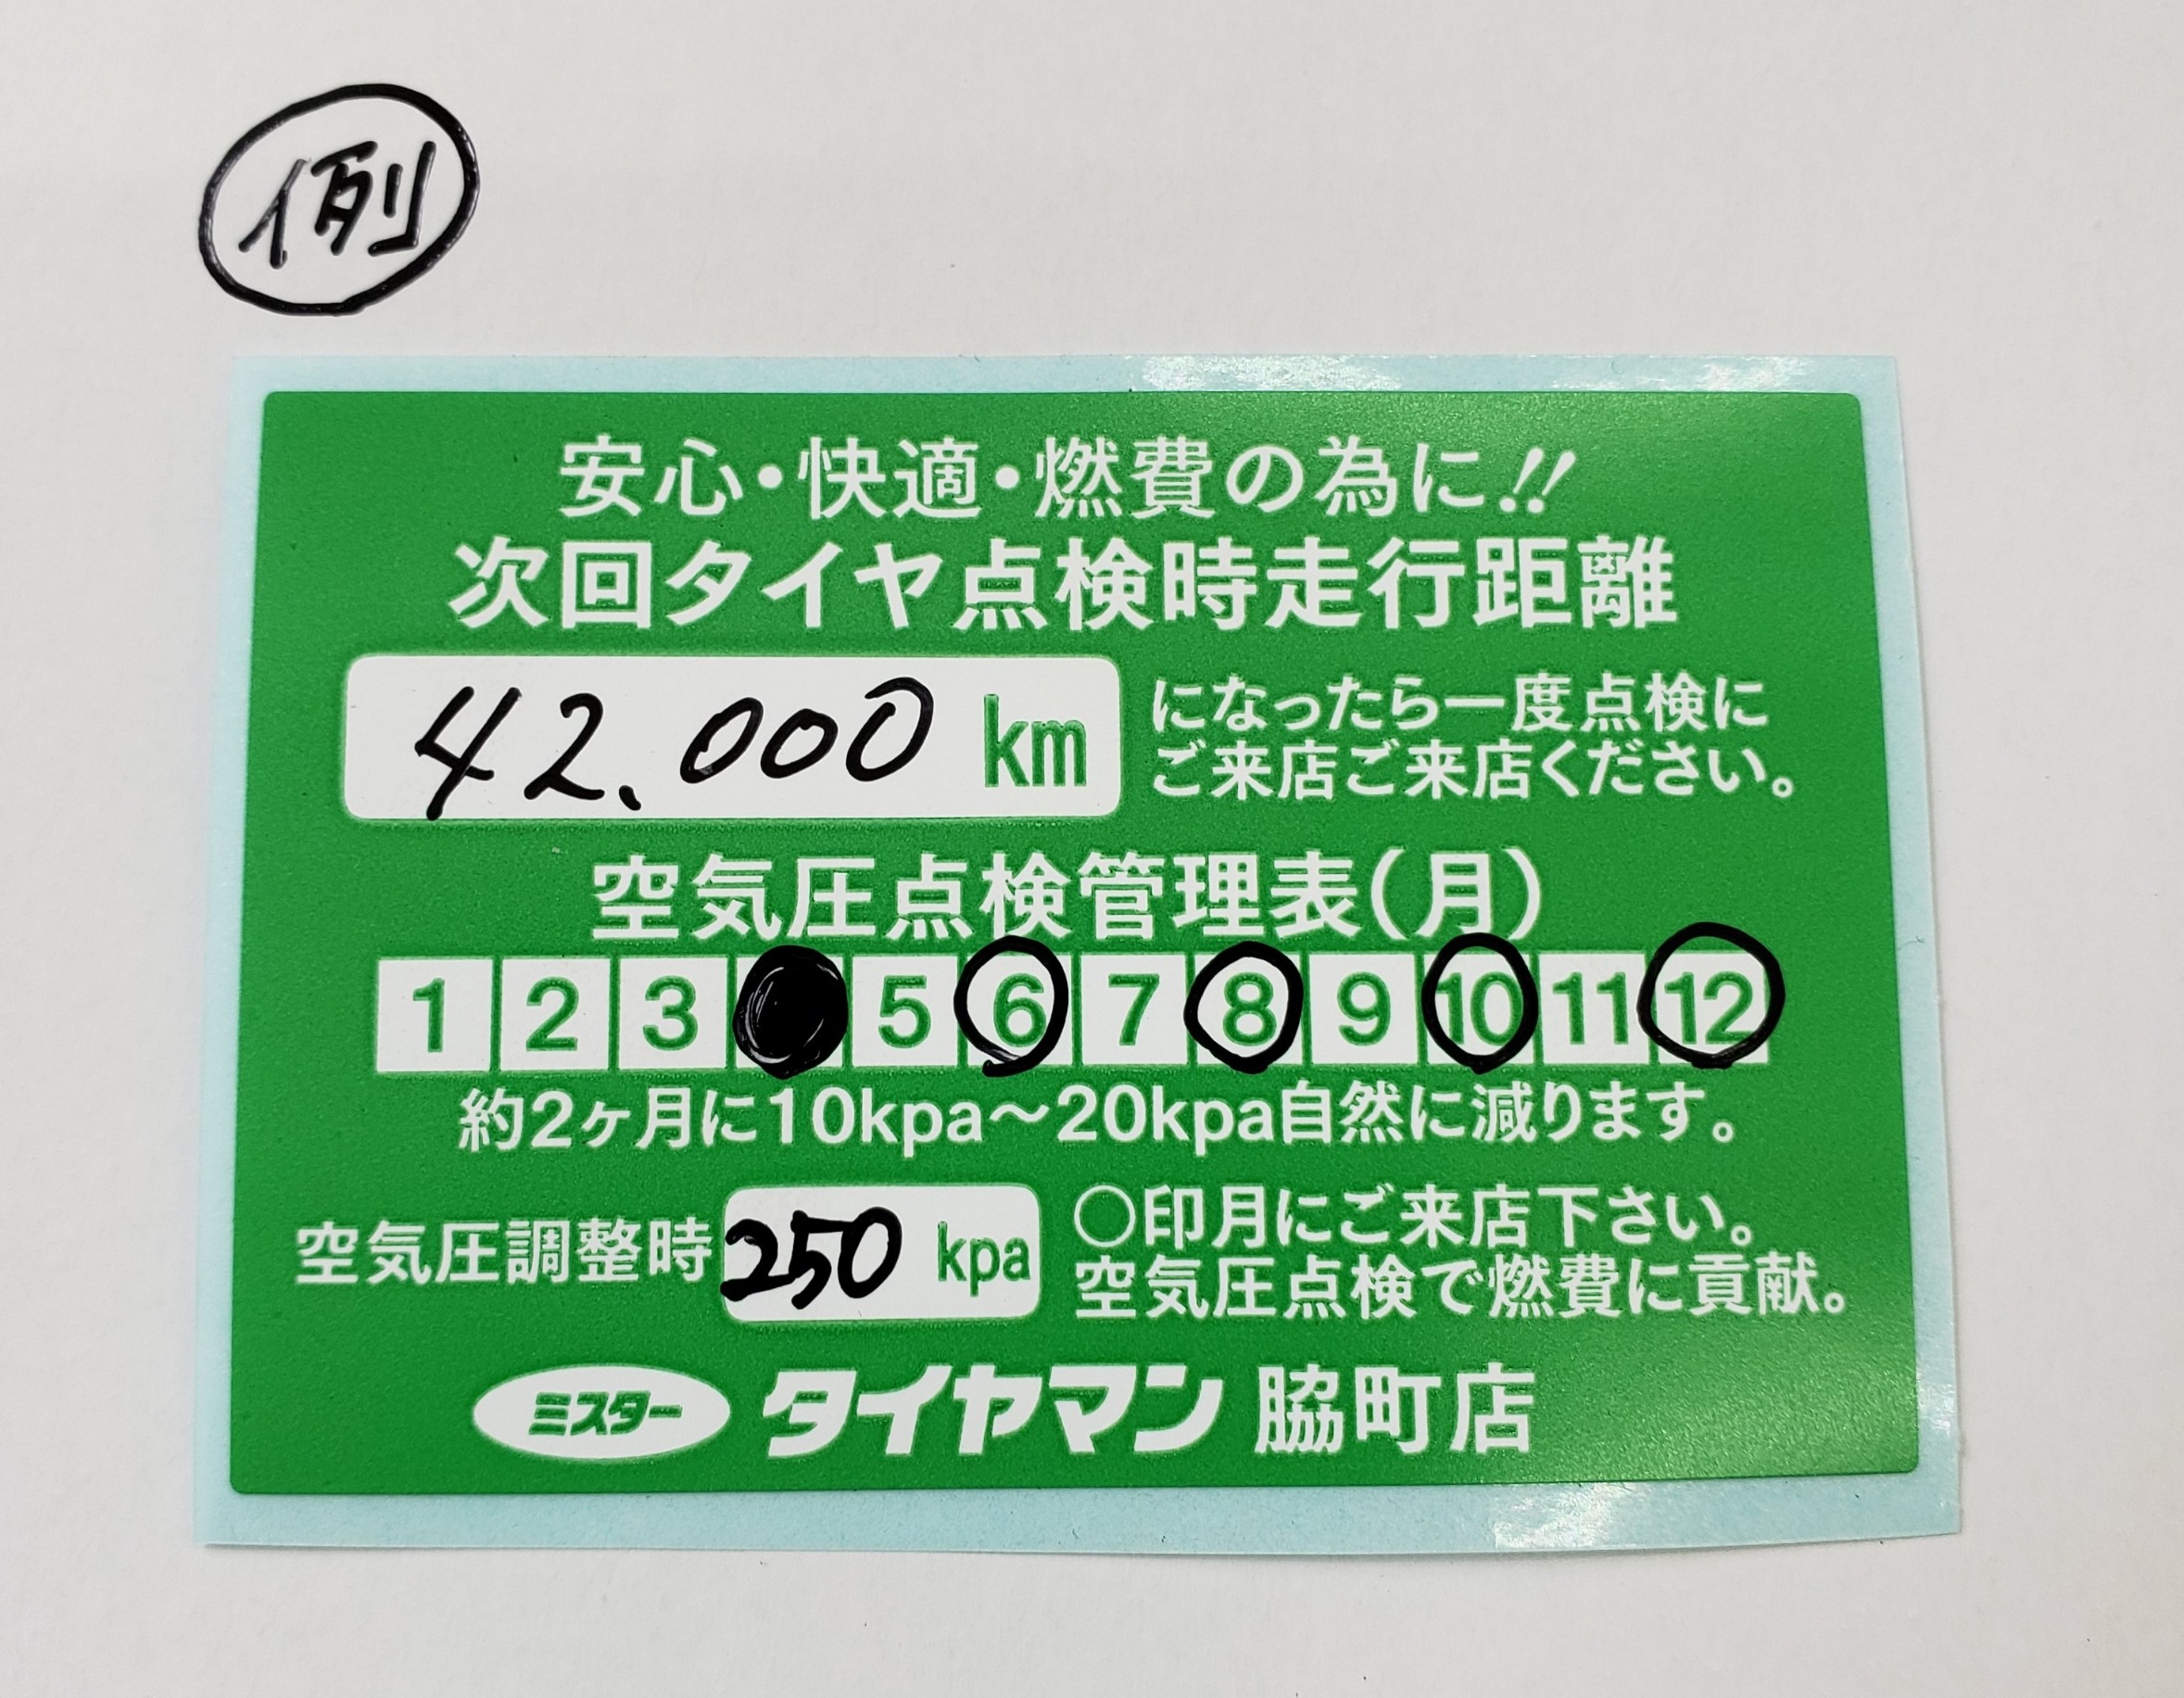 例
安心・快適・燃費の為に!!
次回タイヤ点検時走行距離
42.000 km
になったら一度点検に
ご来店ご来店ください。
空気圧点検管理表(月)
1 2 3 5 6 7 8 9 10 11 12
約2ヶ月に10kpa～20kpa自然に減ります。
空気圧調整時 250 kpa
○印月にご来店下さい。
空気圧点検で燃費に貢献。
ミスター タイヤマン 脇町店